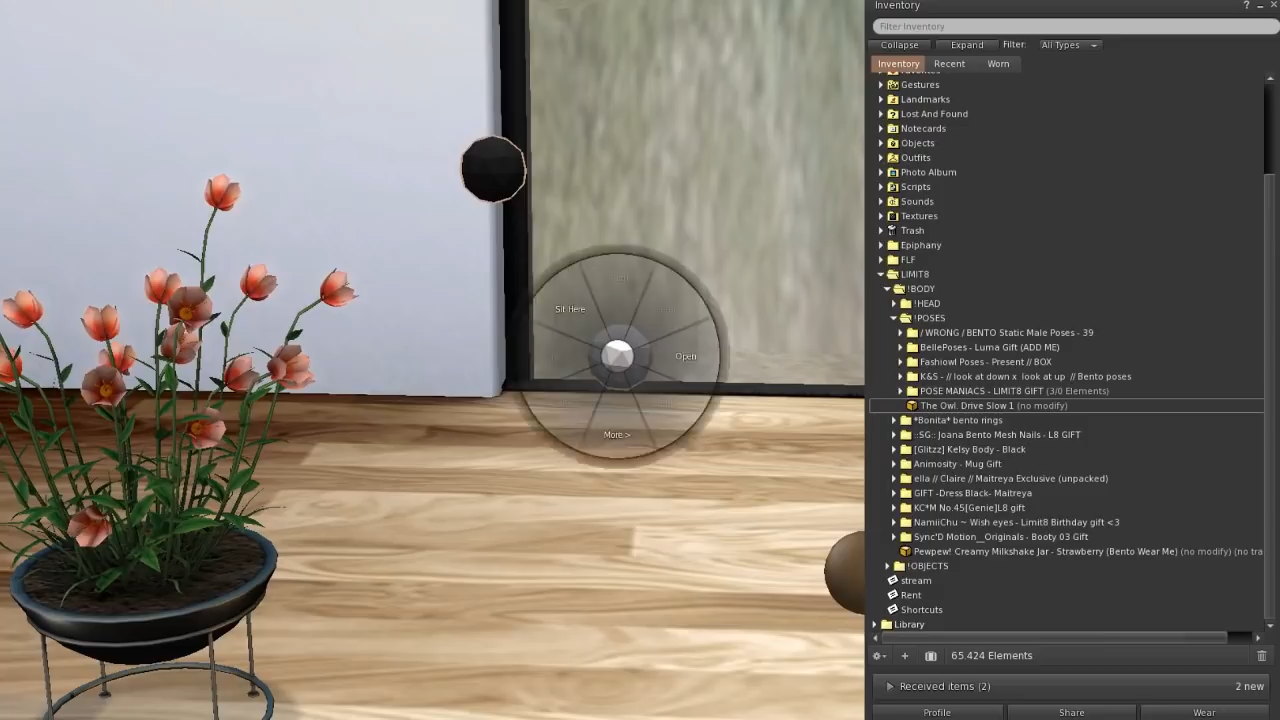 Inventory
Filter Inventory
Collapse Expand Filter: All Types
Inventory Recent Worn
Gestures
Landmarks
Lost And Found
Notecards
Objects
Outfits
Photo Album
Scripts
Sounds
Textures
Trash
Epiphany
FLF
LIMIT8
!BODY
!HEAD
!POSES
/ WRONG / BENTO Static Male Poses - 39
BellePoses - Luma Gift (ADD ME)
Fashiowl Poses - Present // BOX
K&S - // look at down x look at up // Bento poses
POSE MANIACS - LIMIT8 GIFT (3/0 Elements)
The Owl. Drive Slow 1 (no modify)
*Bonita* bento rings
::SG:: Joana Bento Mesh Nails - L8 GIFT
[Glitzz] Kelsy Body - Black
Animosity - Mug Gift
ella // Claire // Maitreya Exclusive (unpacked)
GIFT -Dress Black- Maitreya
KC*M No.45[Genie]L8 gift
NamiiChu ~ Wish eyes - Limit8 Birthday gift <3
Sync'D Motion__Originals - Booty 03 Gift
Pewpew! Creamy Milkshake Jar - Strawberry (Bento Wear Me) (no modify) (no tra
!OBJECTS
stream
Rent
Shortcuts
Library
65.424 Elements
Received items (2) 2 new
Profile Share Wear
Sit Here
Open
More >